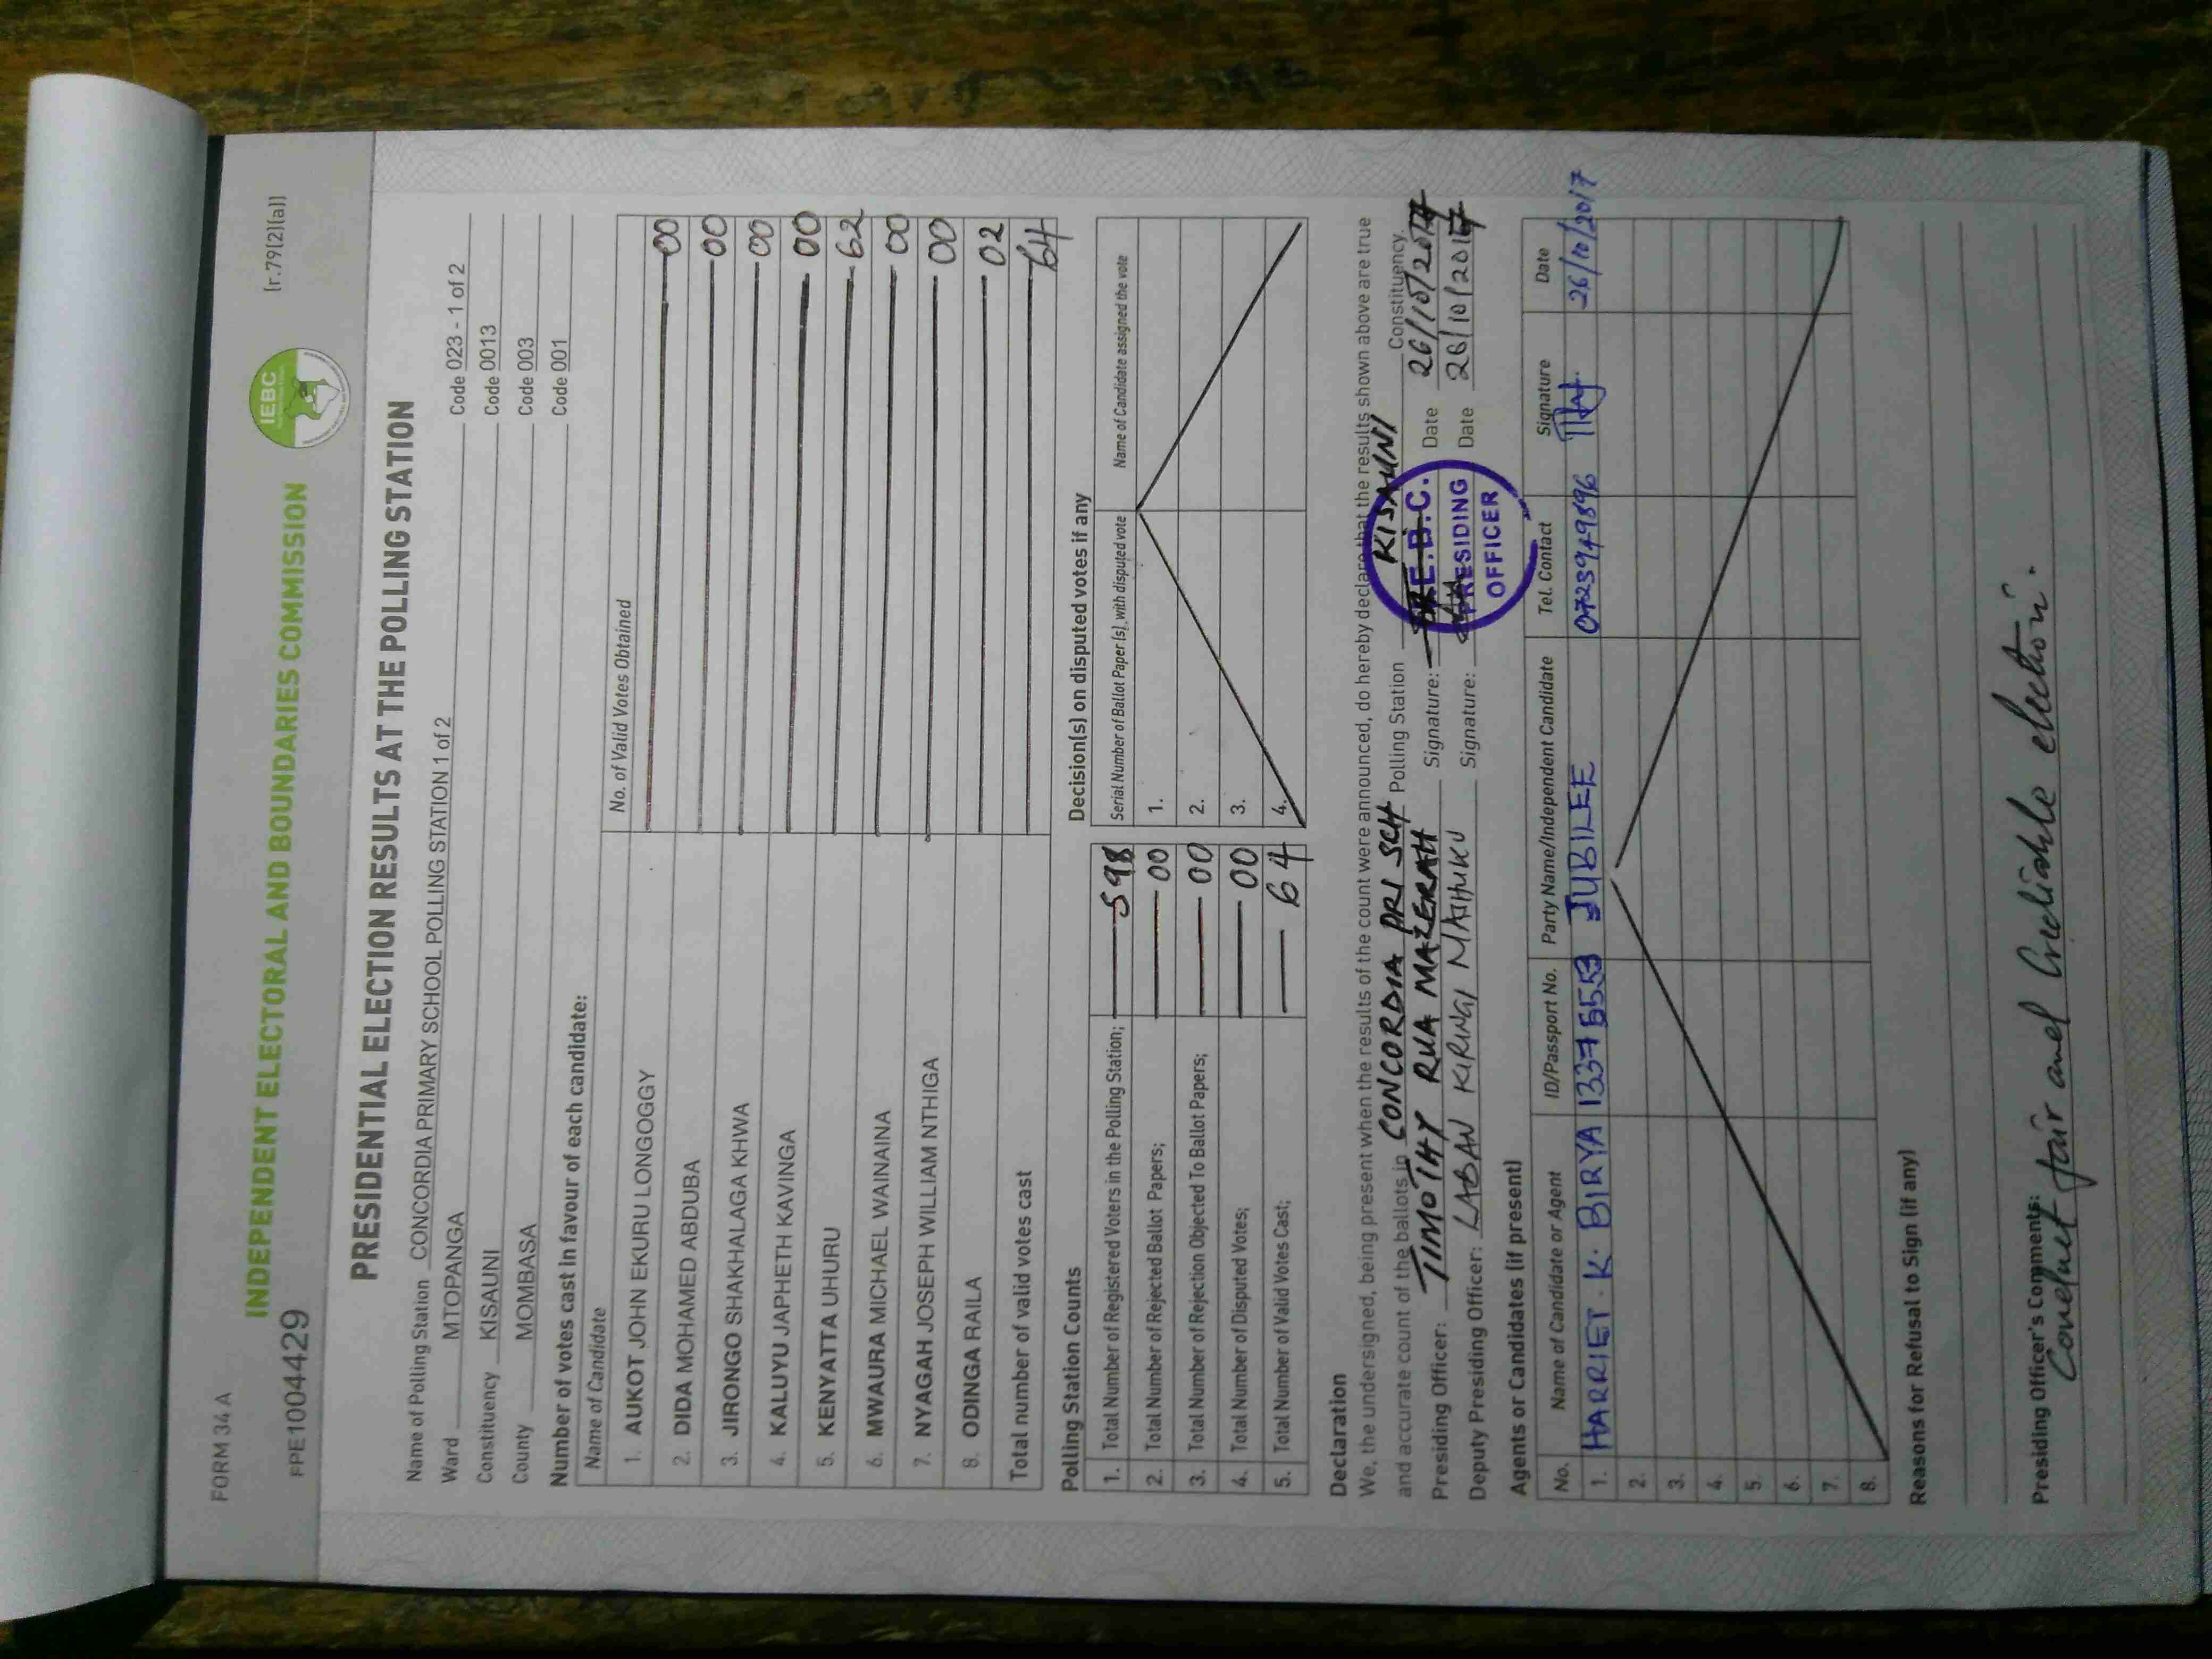 FORM 34 A
[r.79(2)(a)]
INDEPENDENT ELECTORAL AND BOUNDARIES COMMISSION
IEBC
FPE1004429
PRESIDENTIAL ELECTION RESULTS AT THE POLLING STATION
Name of Polling Station CONCORDIA PRIMARY SCHOOL POLLING STATION 1 of 2 Code 023 - 1 of 2
Ward MTOPANGA Code 0013
Constituency KISAUNI Code 003
County MOMBASA Code 001
Number of votes cast in favour of each candidate:
Name of Candidate No. of Valid Votes Obtained
1. AUKOT JOHN EKURU LONGOGGY 00
2. DIDA MOHAMED ABDUBA 00
3. JIRONGO SHAKHALAGA KHWA 00
4. KALUYU JAPHETH KAVINGA 00
5. KENYATTA UHURU 62
6. MWAURA MICHAEL WAINAINA 00
7. NYAGAH JOSEPH WILLIAM NTHIGA 00
8. ODINGA RAILA 02
Total number of valid votes cast 64
Polling Station Counts
1. Total Number of Registered Voters in the Polling Station; 598
2. Total Number of Rejected Ballot Papers; 00
3. Total Number of Rejection Objected To Ballot Papers; 00
4. Total Number of Disputed Votes; 00
5. Total Number of Valid Votes Cast; 64
Decision(s) on disputed votes if any
Serial Number of Ballot Paper (s) with disputed vote Name of Candidate assigned the vote
1.
2.
3.
4.
Declaration
We, the undersigned, being present when the results of the count were announced, do hereby declare that the results shown above are true
and accurate count of the ballots in CONCORDIA PRI SCH Polling Station KISAUNI Constituency.
Presiding Officer: TIMOTHY RUA MAZERAH Signature: Date 26/10/2017
Deputy Presiding Officer: LABAN KIRINGI MATHUKU Signature: Date 26/10/2017
I.E.B.C.
PRESIDING
OFFICER
Agents or Candidates (if present)
No. Name of Candidate or Agent ID/Passport No. Party Name/Independent Candidate Tel. Contact Signature Date
1. HARRIET K. BIRYA 13375553 JUBILEE 0723949896 26/10/2017
2.
3.
4.
5.
6.
7.
8.
Reasons for Refusal to Sign (if any)
Presiding Officer's Comments:
Conduct fair and Crediable election.